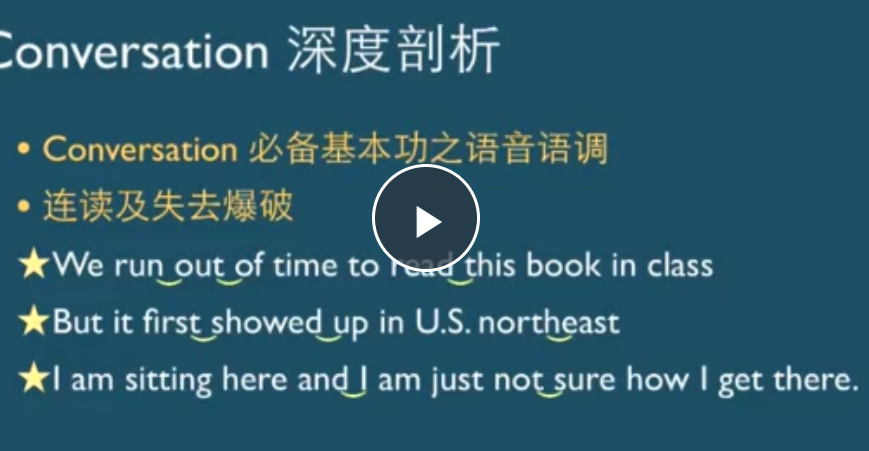 Conversation 深度剖析
• Conversation 必备基本功之语音语调
• 连读及失去爆破
★We run out of time to read this book in class
★But it first showed up in U.S. northeast
★I am sitting here and I am just not sure how I get there.